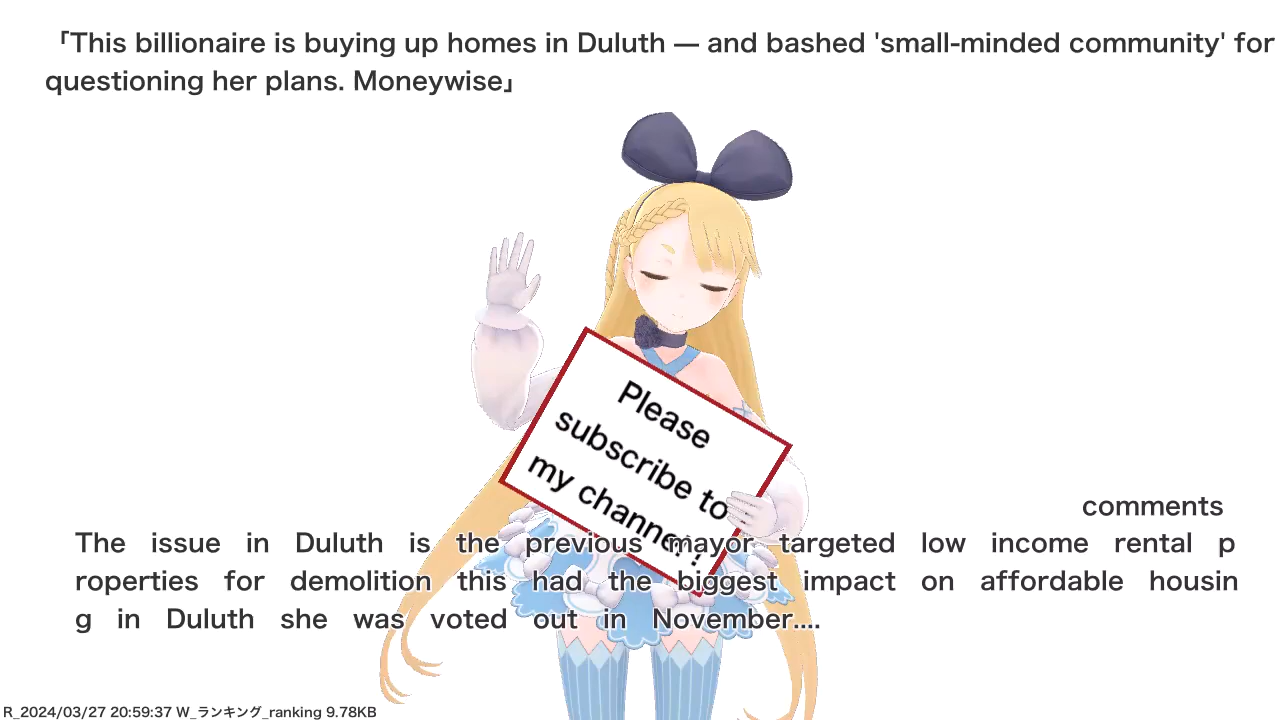 「This billionaire is buying up homes in Duluth — and bashed 'small-minded community' for
questioning her plans. Moneywise」
Please
subscribe to
my channel!
comments
The issue in Duluth is the previous mayor targeted low income rental p
roperties for demolition this had the biggest impact on affordable housin
g in Duluth she was voted out in November....
R_2024/03/27 20:59:37 W_ランキング_ranking 9.78KB